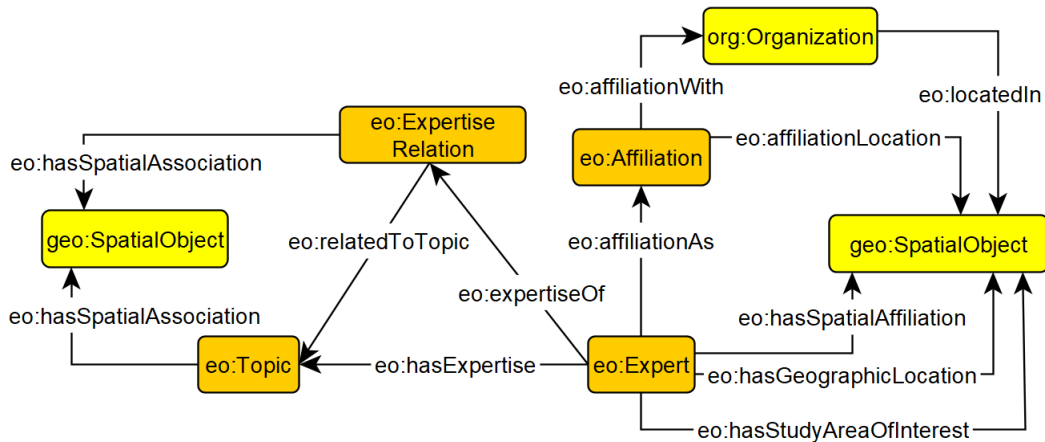 org:Organization
eo:affiliationWith
eo:locatedIn
eo:Expertise
Relation
eo:affiliationLocation
eo:hasSpatialAssociation
eo:Affiliation
geo:SpatialObject
eo:relatedToTopic
eo:affiliationAs
geo:SpatialObject
eo:expertiseOf
eo:hasSpatialAssociation
eo:hasSpatialAffiliation
eo:Topic
eo:hasExpertise
eo:Expert
eo:hasGeographicLocation
eo:hasStudyAreaOfInterest